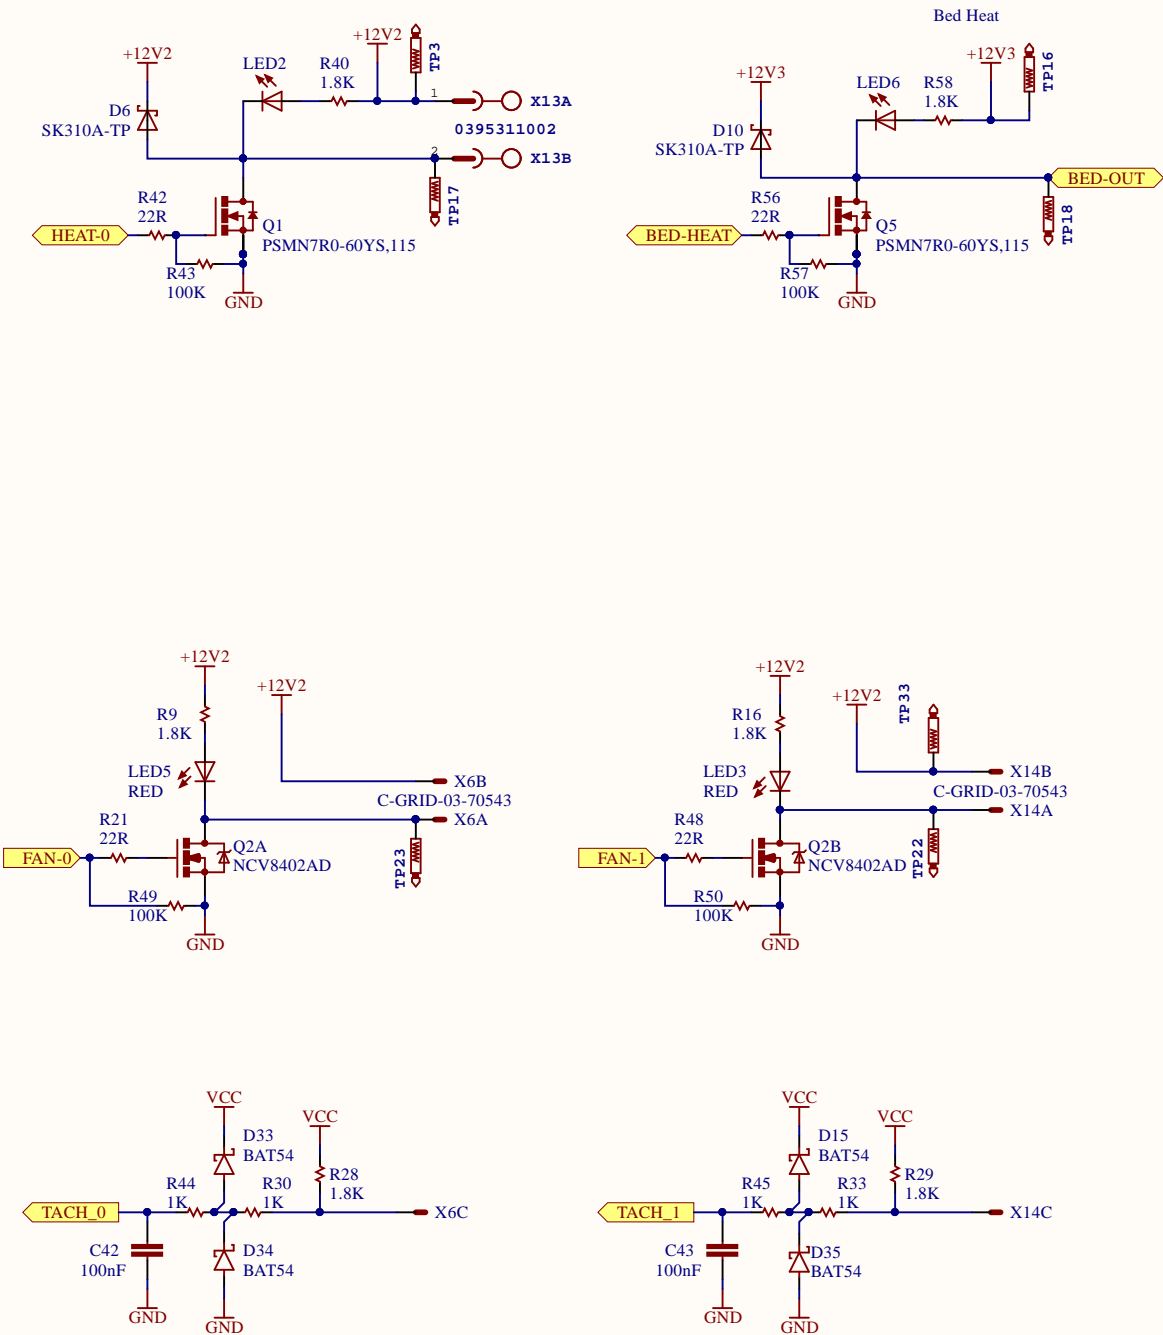 Bed Heat
+12V2
+12V2
LED2
R40
1.8K
TP3
1
X13A
0395311002
D6
SK310A-TP
2
X13B
TP17
R42
22R
HEAT-0
Q1
PSMN7R0-60YS,115
R43
100K
GND
+12V3
+12V3
LED6
R58
1.8K
TP16
D10
SK310A-TP
BED-OUT
TP18
R56
22R
BED-HEAT
Q5
PSMN7R0-60YS,115
R57
100K
GND
+12V2
+12V2
R9
1.8K
LED5
RED
X6B
C-GRID-03-70543
X6A
R21
22R
FAN-0
Q2A
NCV8402AD
TP23
R49
100K
GND
+12V2
+12V2
TP33
R16
1.8K
LED3
RED
X14B
C-GRID-03-70543
X14A
R48
22R
FAN-1
Q2B
NCV8402AD
TP22
R50
100K
GND
VCC
VCC
D33
BAT54
R44
1K
R30
1K
R28
1.8K
TACH_0
X6C
C42
100nF
D34
BAT54
GND
GND
VCC
VCC
D15
BAT54
R45
1K
R33
1K
R29
1.8K
TACH_1
X14C
C43
100nF
D35
BAT54
GND
GND